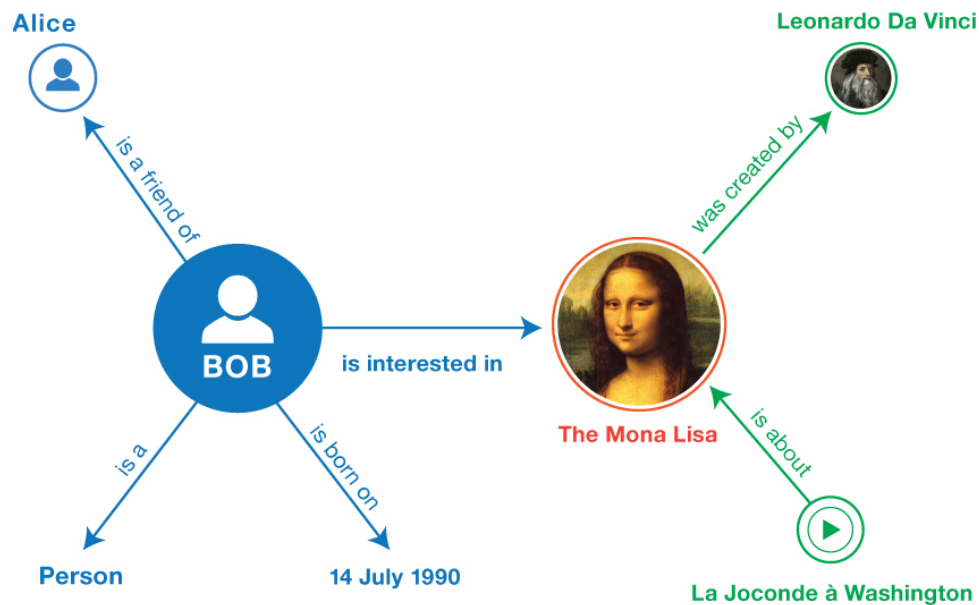 Alice
Leonardo Da Vinci
is a friend of
was created by
BOB
is interested in
The Mona Lisa
is a
is born on
is about
Person
14 July 1990
La Joconde à Washington